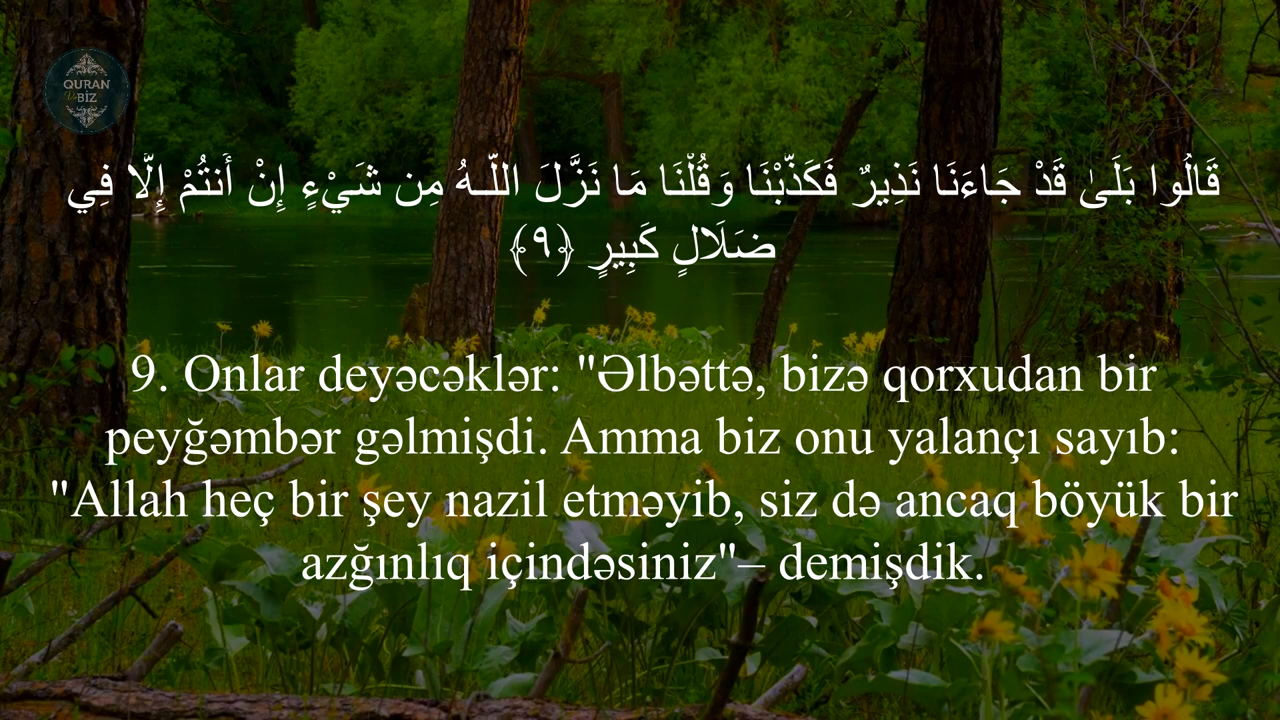 QURAN
Və
BİZ
قَالُوا بَلَىٰ قَدْ جَاءَنَا نَذِيرٌ فَكَذَّبْنَا وَقُلْنَا مَا نَزَّلَ اللَّـهُ مِن شَيْءٍ إِنْ أَنتُمْ إِلَّا فِي
ضَلَالٍ كَبِيرٍ ﴿٩﴾
9. Onlar deyəcəklər: "Əlbəttə, bizə qorxudan bir
peyğəmbər gəlmişdi. Amma biz onu yalançı sayıb:
"Allah heç bir şey nazil etməyib, siz də ancaq böyük bir
azğınlıq içindəsiniz"– demişdik.